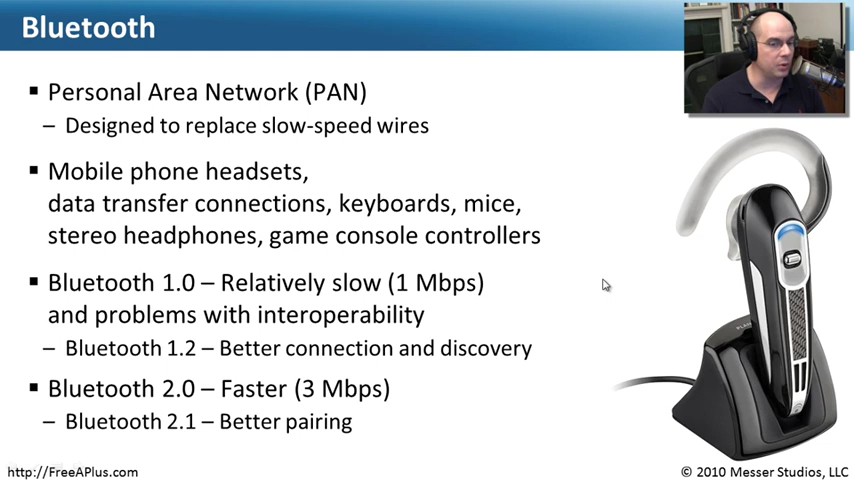 Bluetooth
▪ Personal Area Network (PAN)
– Designed to replace slow-speed wires
▪ Mobile phone headsets,
data transfer connections, keyboards, mice,
stereo headphones, game console controllers
▪ Bluetooth 1.0 – Relatively slow (1 Mbps)
and problems with interoperability
– Bluetooth 1.2 – Better connection and discovery
▪ Bluetooth 2.0 – Faster (3 Mbps)
– Bluetooth 2.1 – Better pairing
http://FreeAPlus.com
© 2010 Messer Studios, LLC